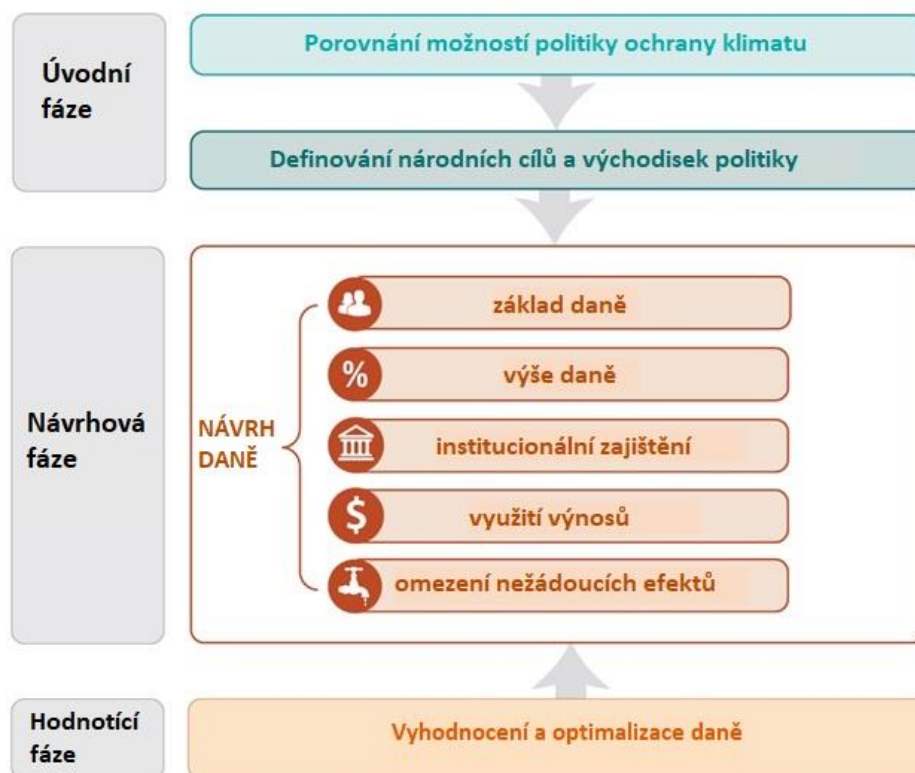 Úvodní
fáze
Porovnání možností politiky ochrany klimatu
Definování národních cílů a východisek politiky
Návrhová
fáze
NÁVRH
DANĚ
základ daně
%
výše daně
institucionální zajištění
$
využití výnosů
omezení nežádoucích efektů
Hodnotící
fáze
Vyhodnocení a optimalizace daně